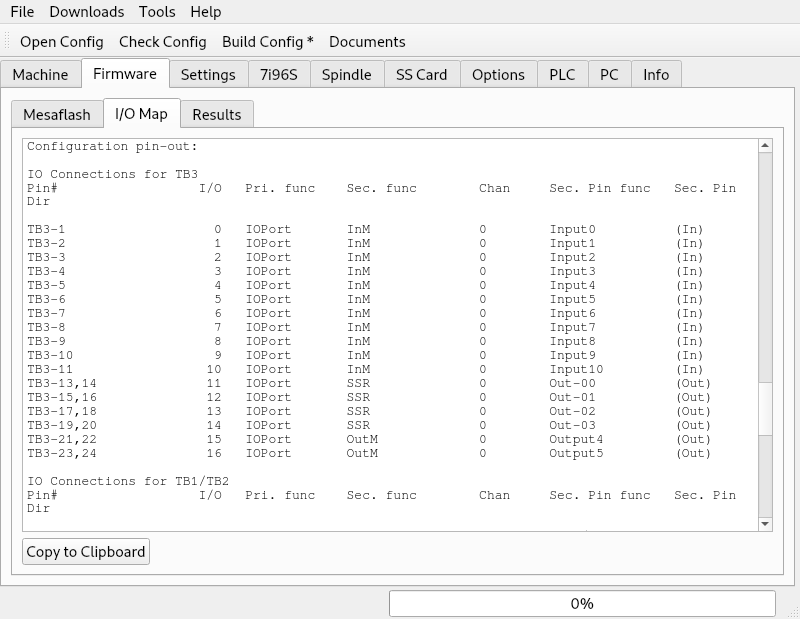 File Downloads Tools Help
Open Config Check Config Build Config * Documents
Machine Firmware Settings 7i96S Spindle SS Card Options PLC PC Info
Mesaflash I/O Map Results
Configuration pin-out:
IO Connections for TB3
Pin# I/O Pri. func Sec. func Chan Sec. Pin func Sec. Pin
Dir
TB3-1 0 IOPort InM 0 Input0 (In)
TB3-2 1 IOPort InM 0 Input1 (In)
TB3-3 2 IOPort InM 0 Input2 (In)
TB3-4 3 IOPort InM 0 Input3 (In)
TB3-5 4 IOPort InM 0 Input4 (In)
TB3-6 5 IOPort InM 0 Input5 (In)
TB3-7 6 IOPort InM 0 Input6 (In)
TB3-8 7 IOPort InM 0 Input7 (In)
TB3-9 8 IOPort InM 0 Input8 (In)
TB3-10 9 IOPort InM 0 Input9 (In)
TB3-11 10 IOPort InM 0 Input10 (In)
TB3-13,14 11 IOPort SSR 0 Out-00 (Out)
TB3-15,16 12 IOPort SSR 0 Out-01 (Out)
TB3-17,18 13 IOPort SSR 0 Out-02 (Out)
TB3-19,20 14 IOPort SSR 0 Out-03 (Out)
TB3-21,22 15 IOPort OutM 0 Output4 (Out)
TB3-23,24 16 IOPort OutM 0 Output5 (Out)
IO Connections for TB1/TB2
Pin# I/O Pri. func Sec. func Chan Sec. Pin func Sec. Pin
Dir
Copy to Clipboard
0%